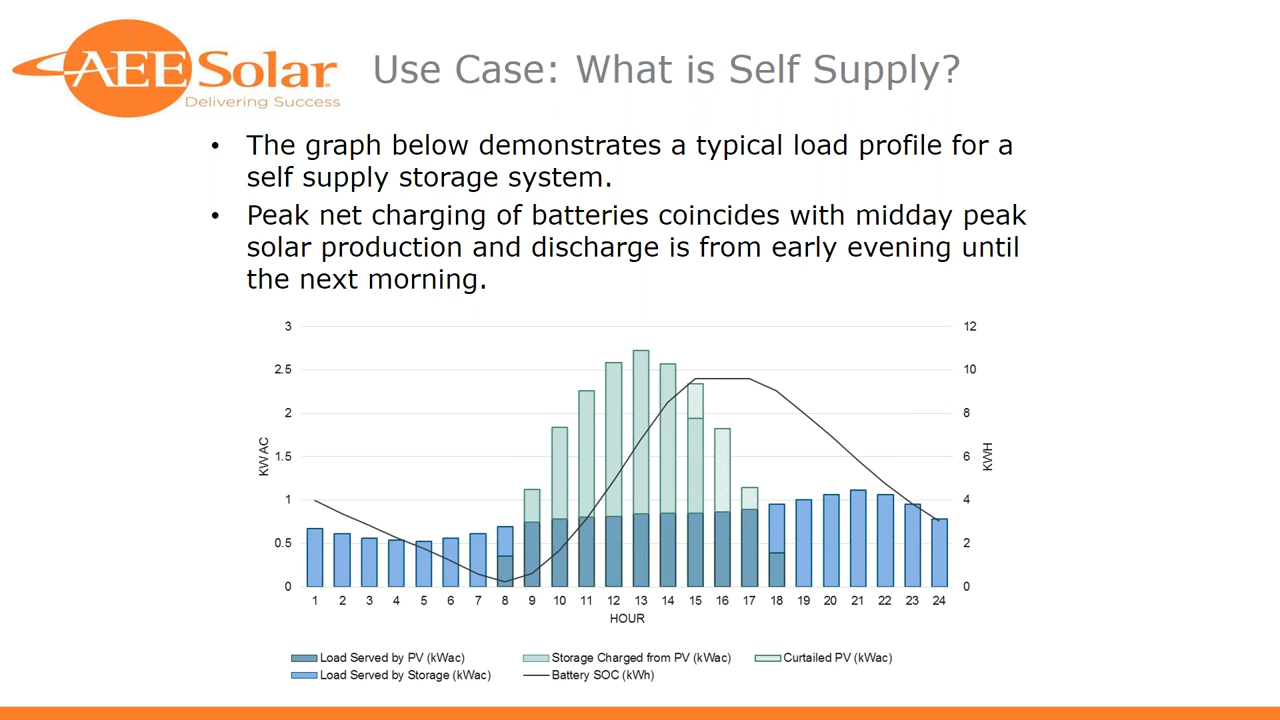 AEE Solar
Delivering Success
Use Case: What is Self Supply?
• The graph below demonstrates a typical load profile for a
self supply storage system.
• Peak net charging of batteries coincides with midday peak
solar production and discharge is from early evening until
the next morning.
3
2.5
2
1.5
1
0.5
0
KWAC
12
10
8
6
4
2
0
KWH
1 2 3 4 5 6 7 8 9 10 11 12 13 14 15 16 17 18 19 20 21 22 23 24
HOUR
Load Served by PV (kWac) Storage Charged from PV (kWac) Curtailed PV (kWac)
Load Served by Storage (kWac) Battery SOC (kWh)